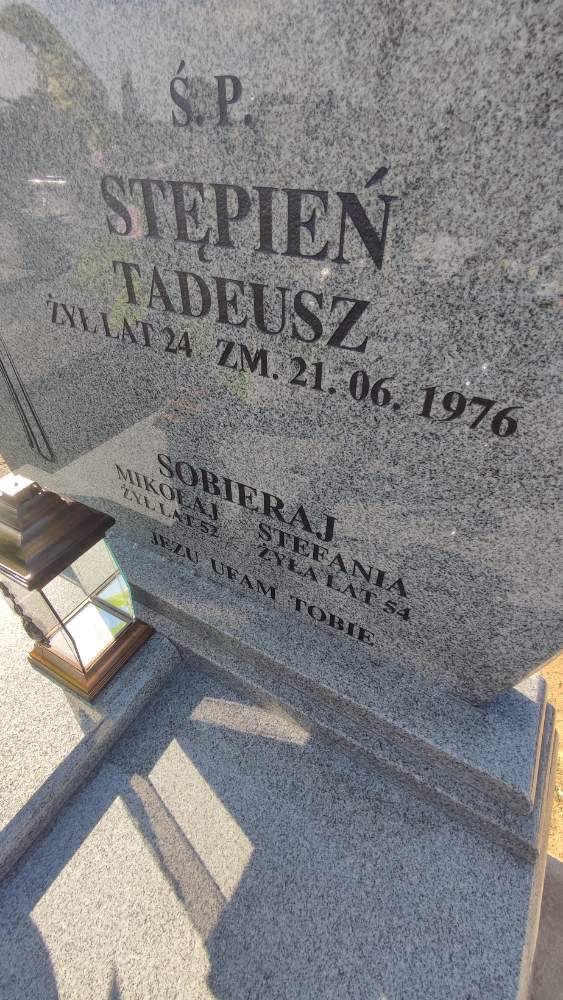 Ś.P.
STĘPIEŃ
TADEUSZ
ŻYŁ LAT 24 ZM. 21. 06. 1976
SOBIERAJ
MIKOŁAJ STEFANIA
ŻYŁ LAT 52 ŻYŁA LAT 54
JEZU UFAM TOBIE